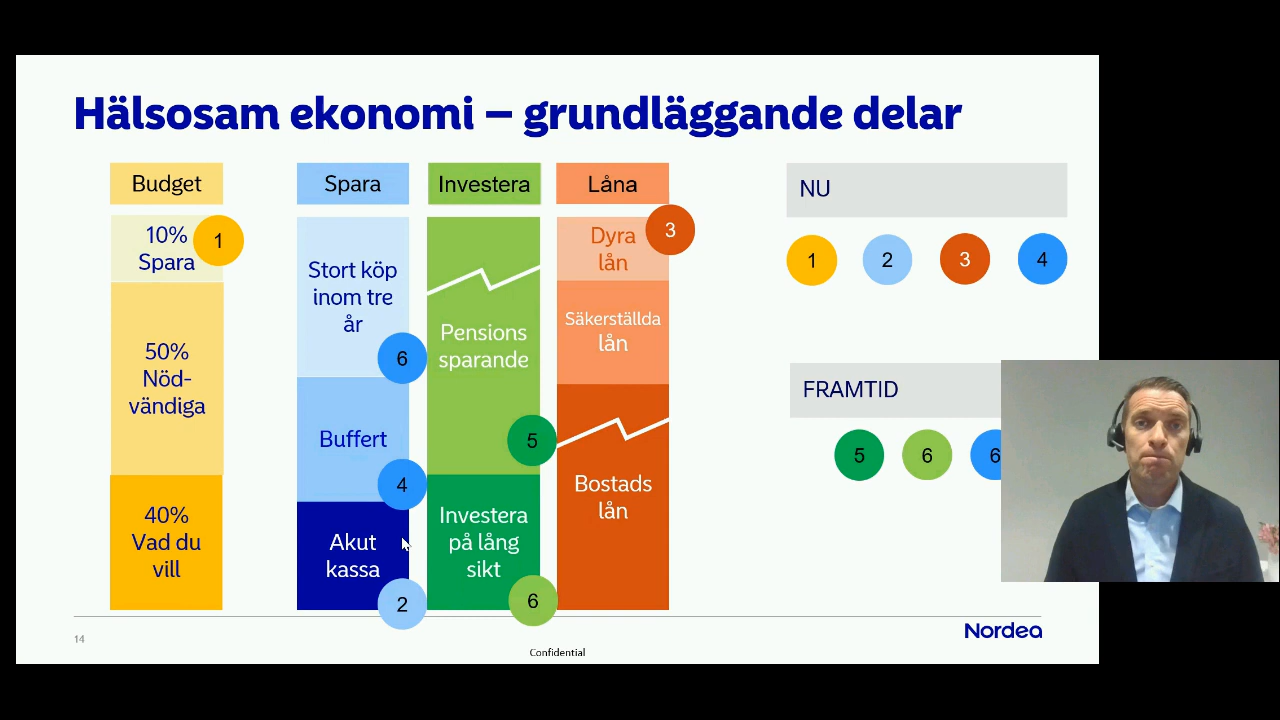 Hälsosam ekonomi – grundläggande delar
Budget
10%
Spara
1
50%
Nöd-
vändiga
40%
Vad du
vill
Spara
Stort köp
inom tre
år
6
Buffert
4
Akut
kassa
2
Investera
Pensions
sparande
5
Investera
på lång
sikt
6
Låna
Dyra
lån
3
Säkerställda
lån
Bostads
lån
NU
1 2 3 4
FRAMTID
5 6 6
14
Confidential
Nordea